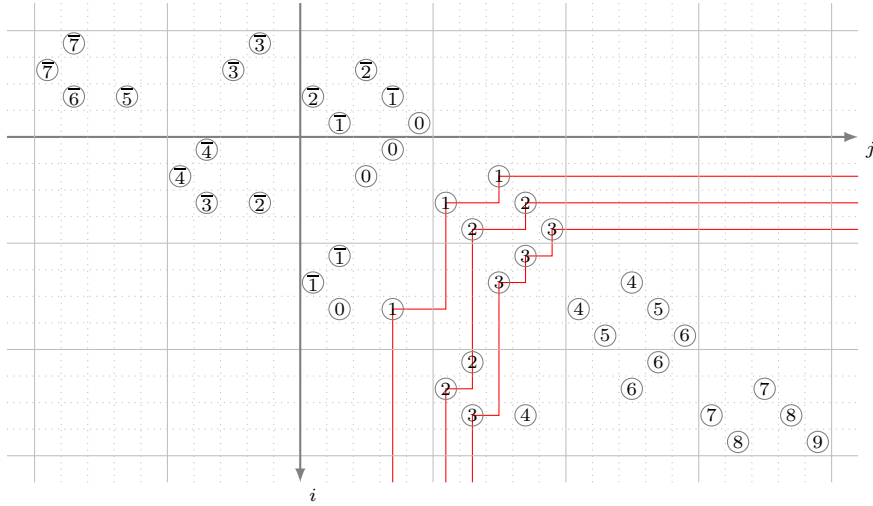 7̅ 3̅
7̅ 3̅ 2̅
6̅ 5̅ 2̅ 1̅
1̅ 0
4̅ 0 j
4̅ 0 1
3̅ 2̅ 1 2
2 3
1̅ 3
1̅ 3 4
0 1 4 5
5 6
2 6
2 6 7
3 4 7 8
8 9
i